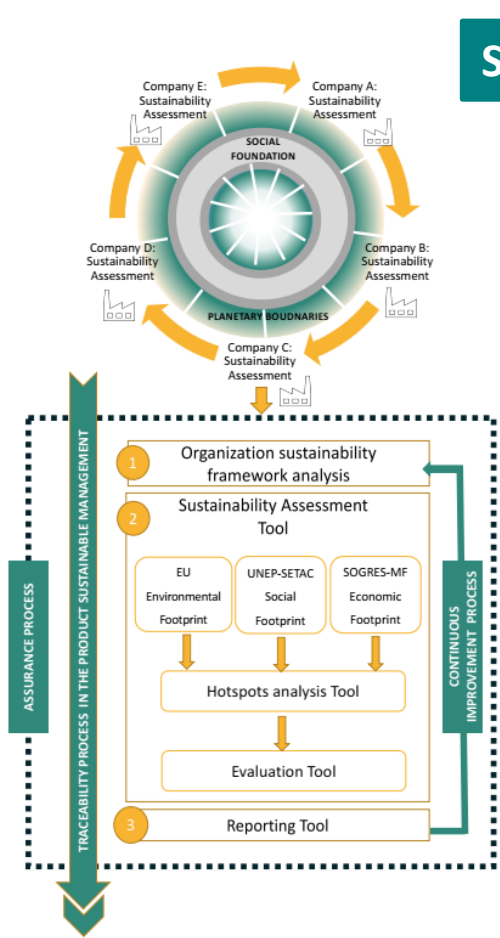 S
Company E:
Sustainability
Assessment
Company A:
Sustainability
Assessment
SOCIAL
FOUNDATION
Company D:
Sustainability
Assessment
Company B:
Sustainability
Assessment
PLANETARY BOUDNARIES
Company C:
Sustainability
Assessment
TRACEABILITY PROCESS IN THE PRODUCT SUSTAINABLE MANAGEMENT
ASSURANCE PROCESS
1
Organization sustainability
framework analysis
2
Sustainability Assessment
Tool
EU
Environmental
Footprint
UNEP-SETAC
Social
Footprint
SOGRES-MF
Economic
Footprint
Hotspots analysis Tool
Evaluation Tool
3
Reporting Tool
CONTINUOUS
IMPROVEMENT PROCESS